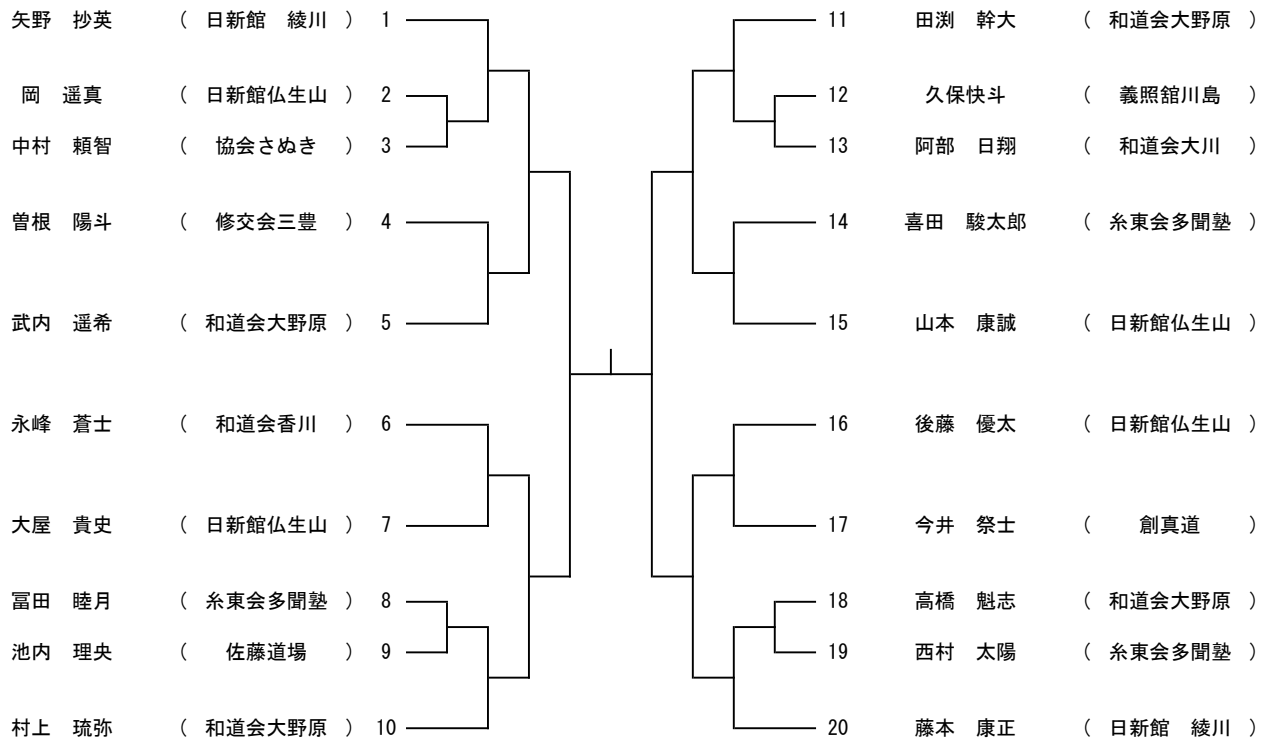 矢野　抄英 （ 日新館　綾川 ） 1
岡　遥真 （ 日新館仏生山 ） 2
中村　頼智 （ 協会さぬき ） 3
曽根　陽斗 （ 修交会三豊 ） 4
武内　遥希 （ 和道会大野原 ） 5
永峰　蒼士 （ 和道会香川 ） 6
大屋　貴史 （ 日新館仏生山 ） 7
冨田　睦月 （ 糸東会多聞塾 ） 8
池内　理央 （ 佐藤道場 ） 9
村上　琉弥 （ 和道会大野原 ） 10
11 田渕　幹大 （ 和道会大野原 ）
12 久保快斗 （ 義照舘川島 ）
13 阿部　日翔 （ 和道会大川 ）
14 喜田　駿太郎 （ 糸東会多聞塾 ）
15 山本　康誠 （ 日新館仏生山 ）
16 後藤　優太 （ 日新館仏生山 ）
17 今井　祭士 （ 創真道 ）
18 高橋　魁志 （ 和道会大野原 ）
19 西村　太陽 （ 糸東会多聞塾 ）
20 藤本　康正 （ 日新館　綾川 ）